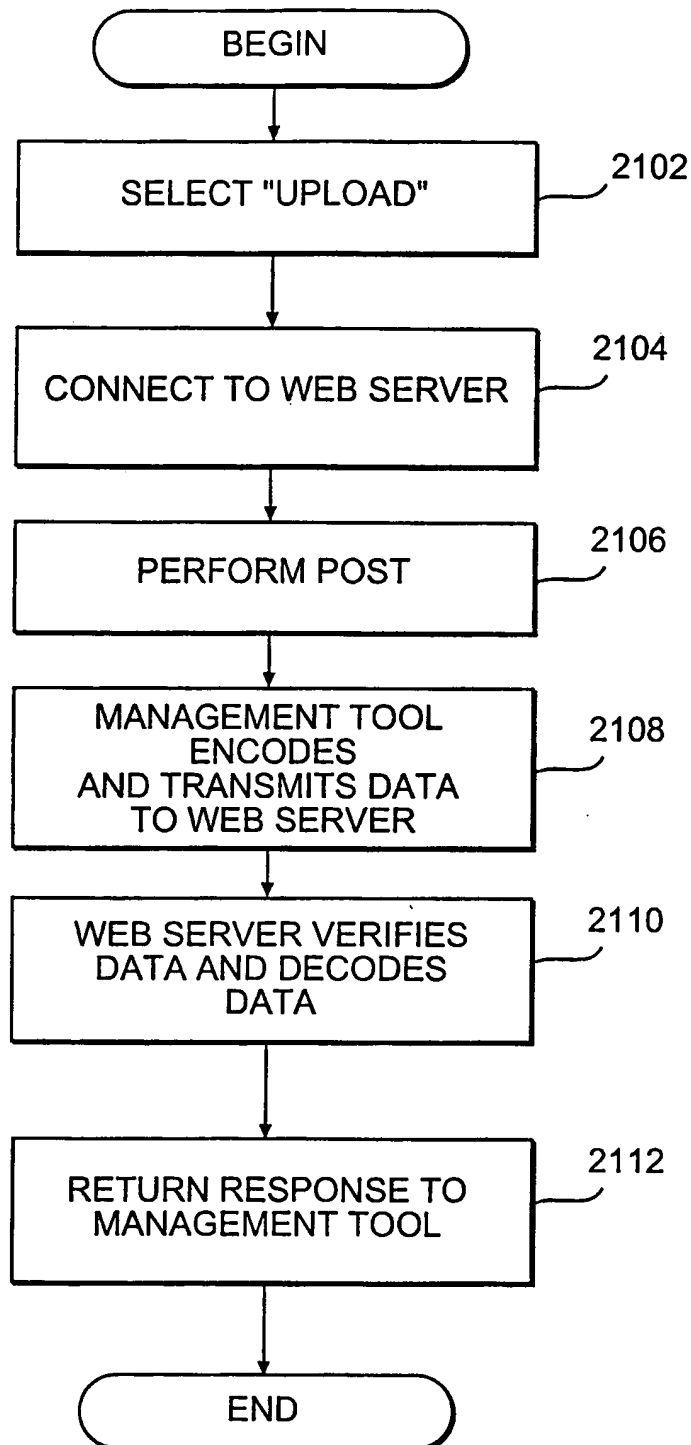 BEGIN
SELECT "UPLOAD"
2102
CONNECT TO WEB SERVER
2104
PERFORM POST
2106
MANAGEMENT TOOL
ENCODES
AND TRANSMITS DATA
TO WEB SERVER
2108
WEB SERVER VERIFIES
DATA AND DECODES
DATA
2110
RETURN RESPONSE TO
MANAGEMENT TOOL
2112
END